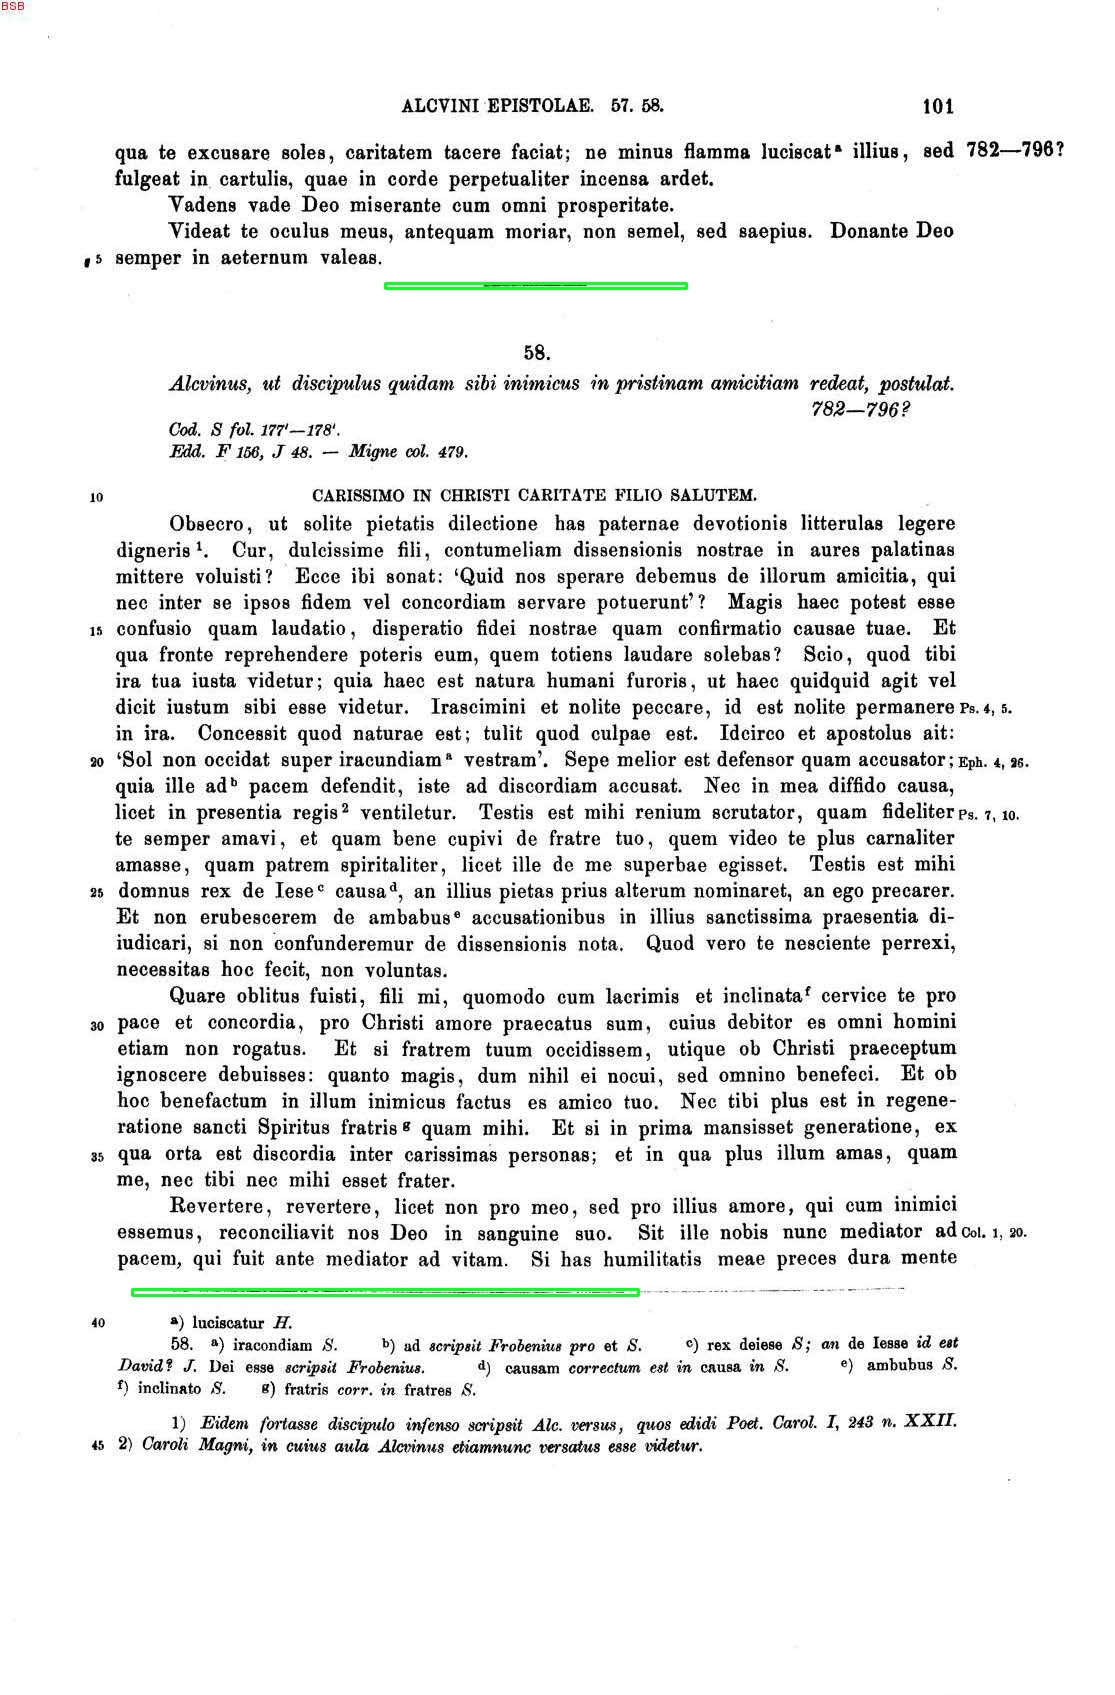 BSB
ALCVINI EPISTOLAE. 57. 58. 101
qua te excusare soles, caritatem tacere faciat; ne minus flamma luciscatᵃ illius, sed 782—796?
fulgeat in cartulis, quae in corde perpetualiter incensa ardet.
Vadens vade Deo miserante cum omni prosperitate.
Videat te oculus meus, antequam moriar, non semel, sed saepius. Donante Deo
5 semper in aeternum valeas.
58.
Alcvinus, ut discipulus quidam sibi inimicus in pristinam amicitiam redeat, postulat.
782—796?
Cod. S fol. 177'—178'.
Edd. F 156, J 48. — Migne col. 479.
10 CARISSIMO IN CHRISTI CARITATE FILIO SALUTEM.
Obsecro, ut solite pietatis dilectione has paternae devotionis litterulas legere
digneris¹. Cur, dulcissime fili, contumeliam dissensionis nostrae in aures palatinas
mittere voluisti? Ecce ibi sonat: ‘Quid nos sperare debemus de illorum amicitia, qui
nec inter se ipsos fidem vel concordiam servare potuerunt’? Magis haec potest esse
15 confusio quam laudatio, disperatio fidei nostrae quam confirmatio causae tuae. Et
qua fronte reprehendere poteris eum, quem totiens laudare solebas? Scio, quod tibi
ira tua iusta videtur; quia haec est natura humani furoris, ut haec quidquid agit vel
dicit iustum sibi esse videtur. Irascimini et nolite peccare, id est nolite permanere Ps. 4, 5.
in ira. Concessit quod naturae est; tulit quod culpae est. Idcirco et apostolus ait:
20 ‘Sol non occidat super iracundiamᵃ vestram’. Sepe melior est defensor quam accusator; Eph. 4, 26.
quia ille adᵇ pacem defendit, iste ad discordiam accusat. Nec in mea diffido causa,
licet in presentia regis² ventiletur. Testis est mihi renium scrutator, quam fideliter Ps. 7, 10.
te semper amavi, et quam bene cupivi de fratre tuo, quem video te plus carnaliter
amasse, quam patrem spiritaliter, licet ille de me superbae egisset. Testis est mihi
25 domnus rex de Ieseᶜ causaᵈ, an illius pietas prius alterum nominaret, an ego precarer.
Et non erubescerem de ambabusᵉ accusationibus in illius sanctissima praesentia di-
iudicari, si non confunderemur de dissensionis nota. Quod vero te nesciente perrexi,
necessitas hoc fecit, non voluntas.
Quare oblitus fuisti, fili mi, quomodo cum lacrimis et inclinataᶠ cervice te pro
30 pace et concordia, pro Christi amore praecatus sum, cuius debitor es omni homini
etiam non rogatus. Et si fratrem tuum occidissem, utique ob Christi praeceptum
ignoscere debuisses: quanto magis, dum nihil ei nocui, sed omnino benefeci. Et ob
hoc benefactum in illum inimicus factus es amico tuo. Nec tibi plus est in regene-
ratione sancti Spiritus fratrisᵍ quam mihi. Et si in prima mansisset generatione, ex
35 qua orta est discordia inter carissimas personas; et in qua plus illum amas, quam
me, nec tibi nec mihi esset frater.
Revertere, revertere, licet non pro meo, sed pro illius amore, qui cum inimici
essemus, reconciliavit nos Deo in sanguine suo. Sit ille nobis nunc mediator ad Col. 1, 20.
pacem, qui fuit ante mediator ad vitam. Si has humilitatis meae preces dura mente
40 ᵃ) luciscatur H.
58. ᵃ) iracondiam S. ᵇ) ad scripsit Frobenius pro et S. ᶜ) rex deiese S; an de Iesse id est
David? J. Dei esse scripsit Frobenius. ᵈ) causam correctum est in causa in S. ᵉ) ambubus S.
ᶠ) inclinato S. ᵍ) fratris corr. in fratres S.
1) Eidem fortasse discipulo infenso scripsit Alc. versus, quos edidi Poet. Carol. I, 243 n. XXII.
45 2) Caroli Magni, in cuius aula Alcvinus etiamnunc versatus esse videtur.